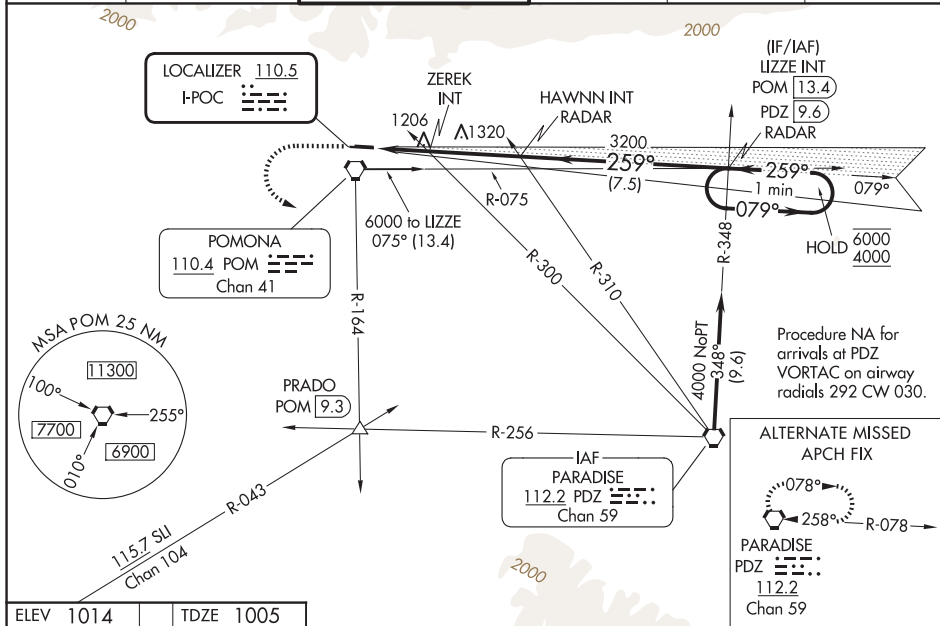 2000
2000
LOCALIZER 110.5
I-POC
ZEREK
INT
HAWNN INT
RADAR
(IF/IAF)
LIZZE INT
POM 13.4
PDZ 9.6
RADAR
1206
1320
3200
259°
(7.5)
259°
1 min
079°
079°
R-075
6000 to LIZZE
075° (13.4)
HOLD 6000
4000
POMONA
110.4 POM
Chan 41
R-164
R-300
R-310
R-348
4000 NoPT
348°
(9.6)
Procedure NA for
arrivals at PDZ
VORTAC on airway
radials 292 CW 030.
MSA POM 25 NM
11300
100°
255°
7700
6900
010°
PRADO
POM 9.3
R-256
IAF
PARADISE
112.2 PDZ
Chan 59
R-043
115.7 SLI
Chan 104
2000
ALTERNATE MISSED
APCH FIX
078°
258°
R-078
PARADISE
PDZ
112.2
Chan 59
ELEV 1014
TDZE 1005